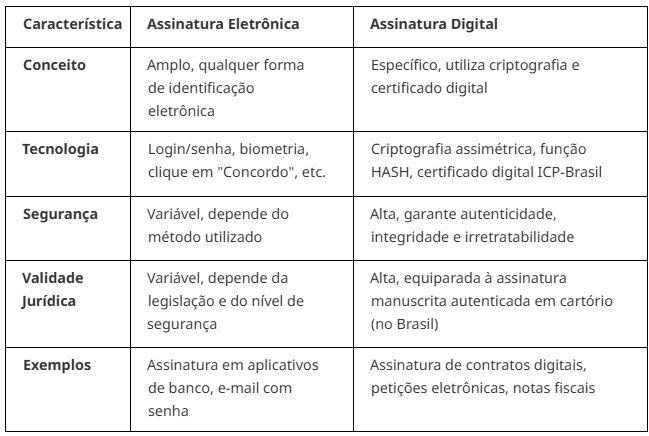 Característica Assinatura Eletrônica Assinatura Digital
Conceito
Amplo, qualquer forma
de identificação
eletrônica
Específico, utiliza criptografia e
certificado digital
Tecnologia
Login/senha, biometria,
clique em "Concordo", etc.
Criptografia assimétrica, função
HASH, certificado digital ICP-Brasil
Segurança
Variável, depende do
método utilizado
Alta, garante autenticidade,
integridade e irretratabilidade
Validade
Jurídica
Variável, depende da
legislação e do nível de
segurança
Alta, equiparada à assinatura
manuscrita autenticada em cartório
(no Brasil)
Exemplos
Assinatura em aplicativos
de banco, e-mail com
senha
Assinatura de contratos digitais,
petições eletrônicas, notas fiscais